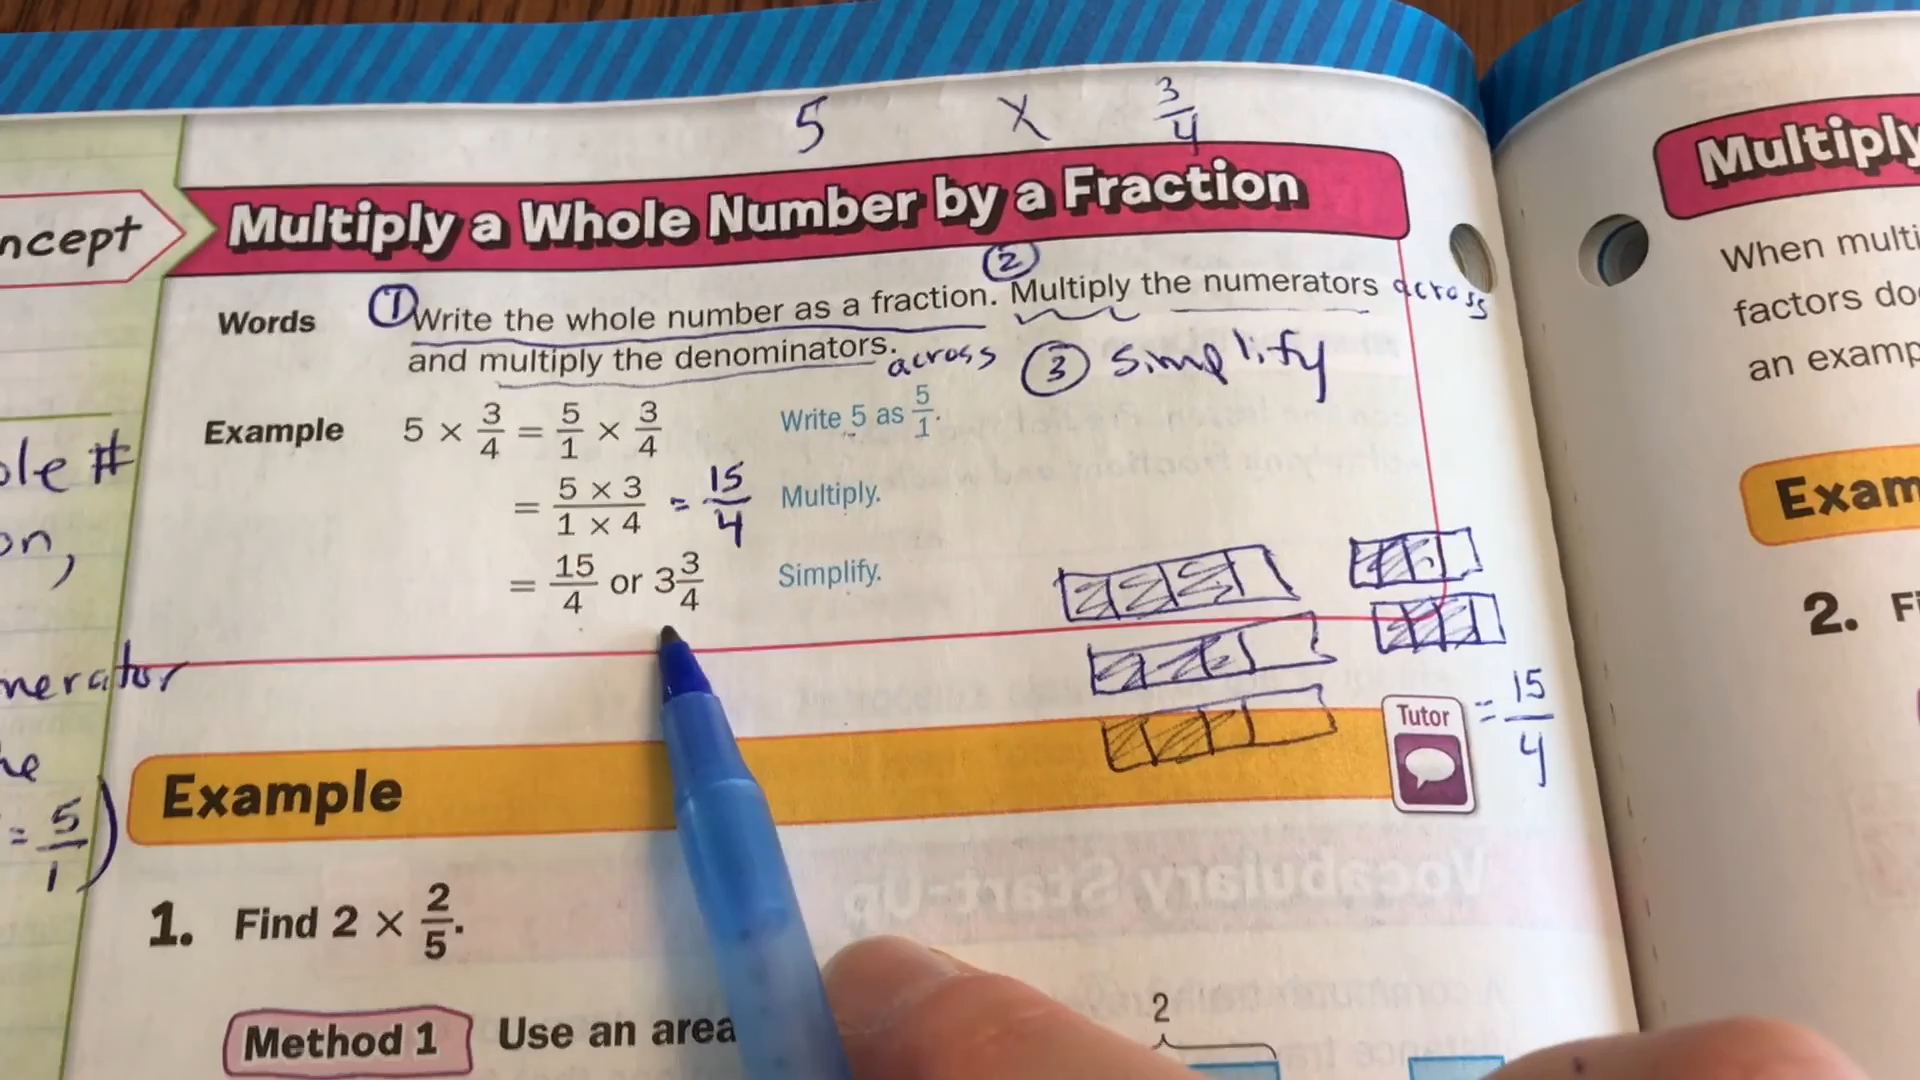 5 × 3/4
Multiply a Whole Number by a Fraction
Multiply
ncept
Words ① Write the whole number as a fraction. ② Multiply the numerators across
and multiply the denominators. across ③ Simplify
Example 5 × 3/4 = 5/1 × 3/4 Write 5 as 5/1.
= 5 × 3/1 × 4 = 15/4 Multiply.
= 15/4 or 3 3/4 Simplify.
= 15/4
ole #
on,
nerator
he
= 5/1)
Example
Tutor
1. Find 2 × 2/5.
Method 1 Use an area
2
When multi
factors do
an examp
Exam
2. Fi